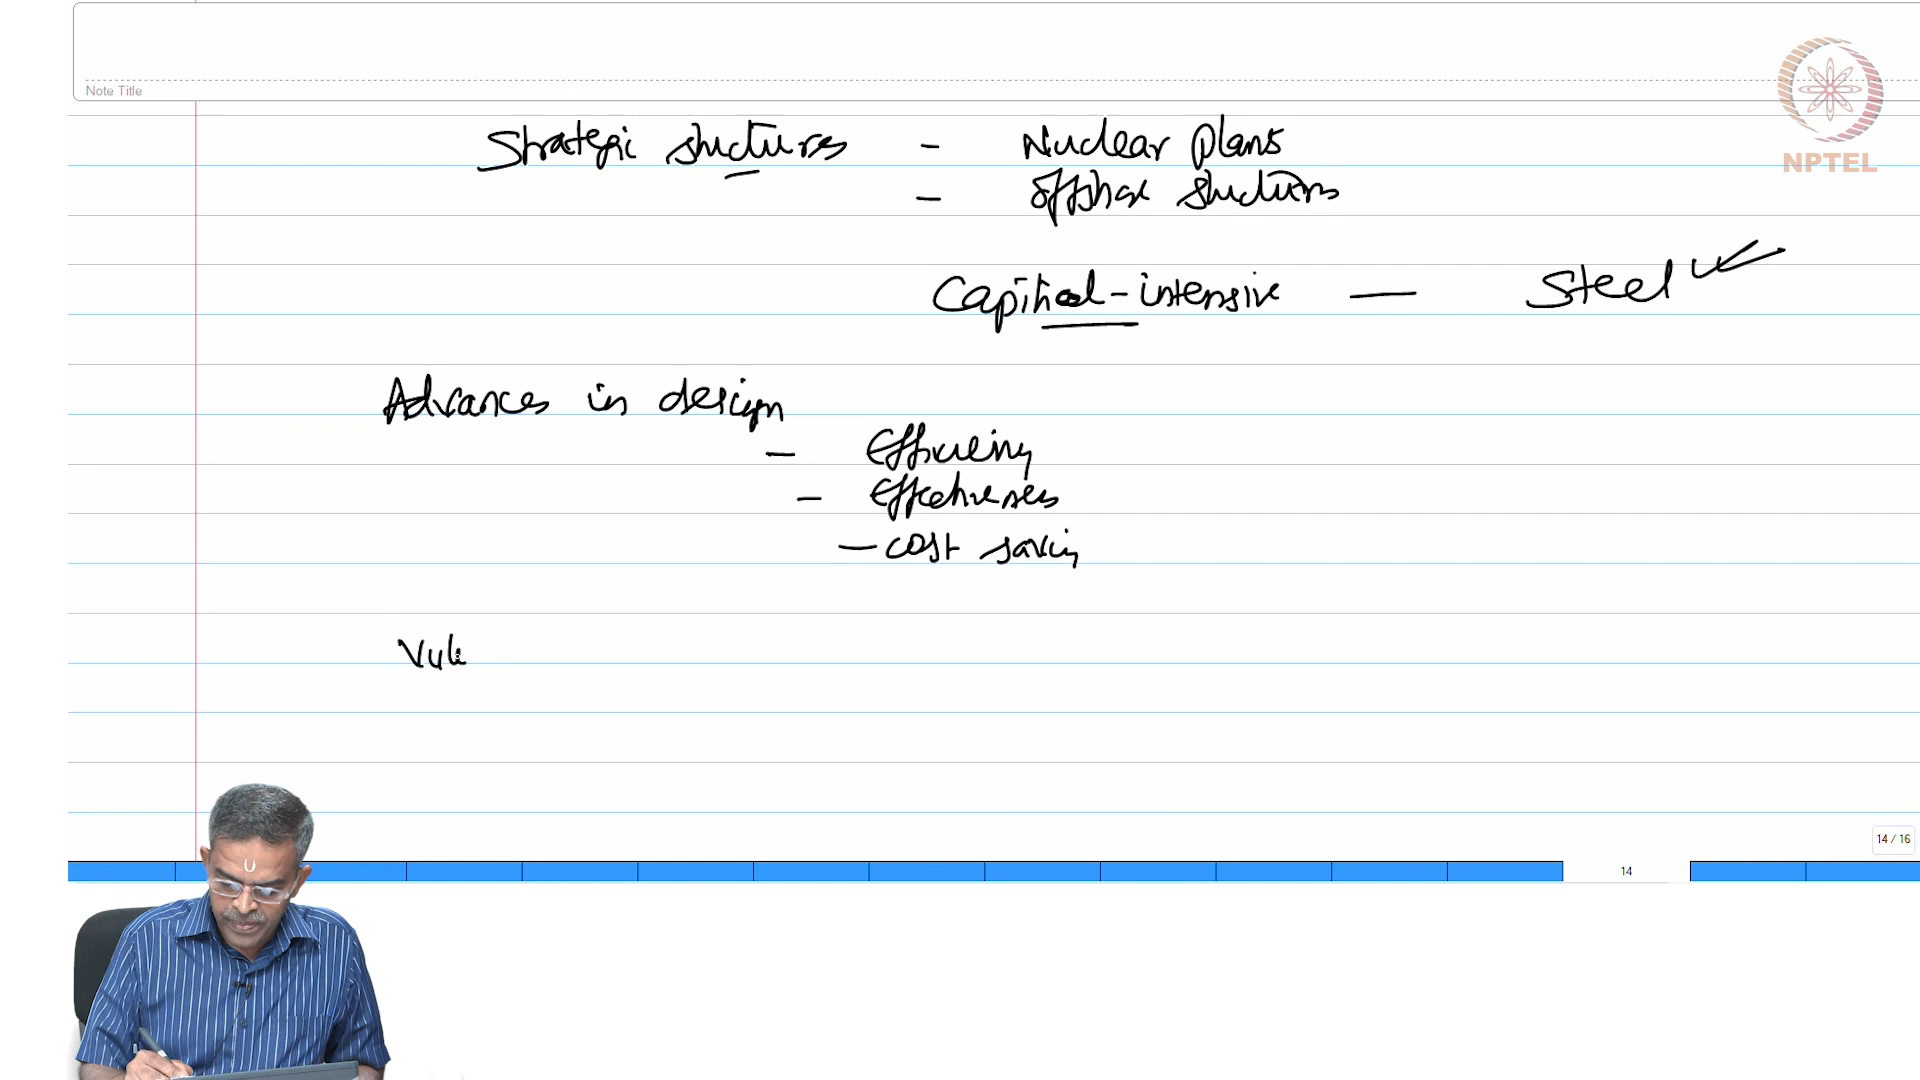 Note Title
NPTEL
Strategic structures - Nuclear plants
- offshore structures
Capital-intensive — Steel
Advances in design
- Efficiency
- Effectiveness
- cost saving
14 / 16
14